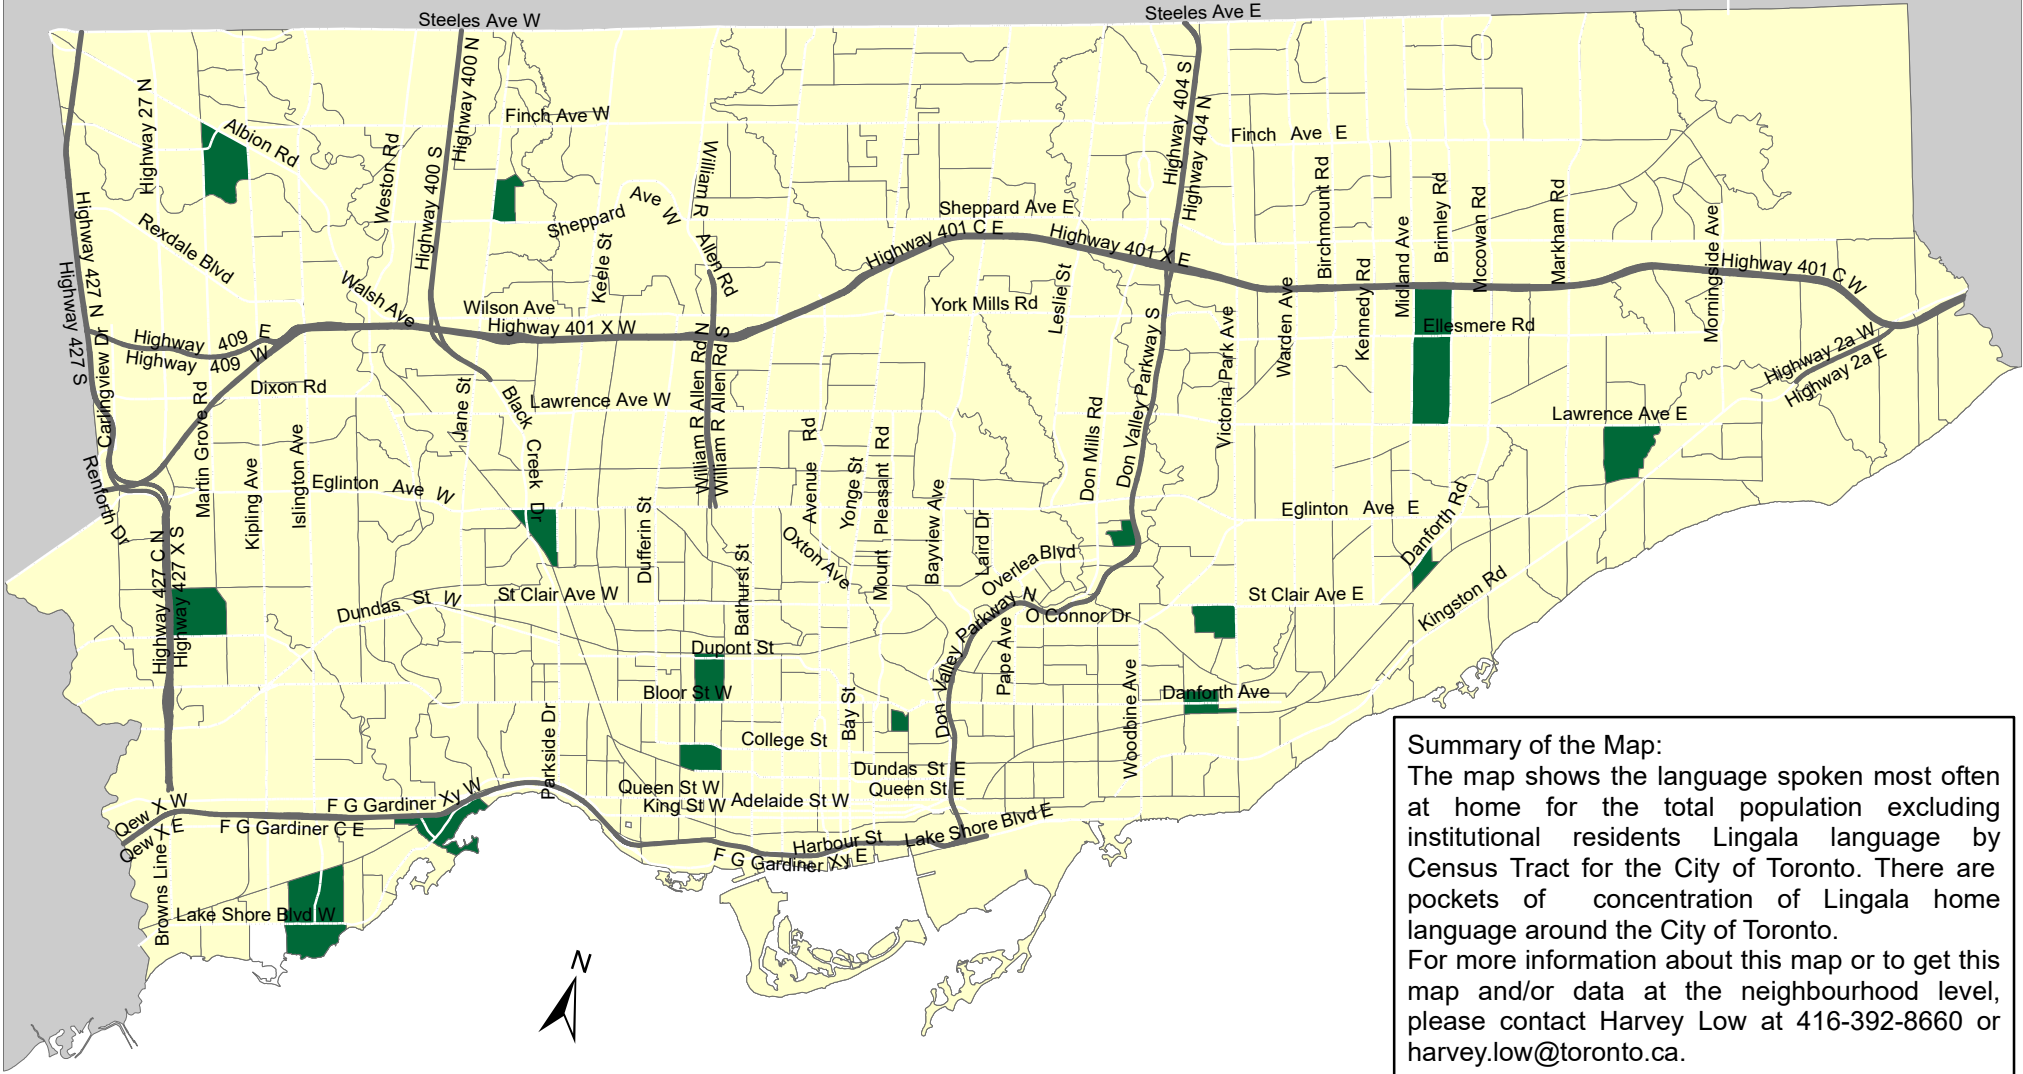 Steeles Ave W
Steeles Ave E
Highway 27 N
Albion Rd
Weston Rd
Highway 400 N
Highway 400 S
Finch Ave W
William R Allen Rd
Highway 404 S
Highway 404 N
Finch Ave E
Sheppard Ave W
Keele St
Sheppard Ave E
Highway 401 C E
Highway 401 X E
Leslie St
Birchmount Rd
Kennedy Rd
Midland Ave
Brimley Rd
Mccowan Rd
Markham Rd
Morningside Ave
Highway 401 C W
Highway 427 N
Highway 427 S
Rexdale Blvd
Walsh Ave
Wilson Ave
Highway 401 X W
York Mills Rd
Warden Ave
Victoria Park Ave
Ellesmere Rd
Highway 2a W
Highway 2a E
Highway 409 E
Highway 409 W
Carlingview Dr
Dixon Rd
Martin Grove Rd
Kipling Ave
Islington Ave
Jane St
Black Creek Dr
Lawrence Ave W
William R Allen Rd N
William R Allen Rd S
Avenue Rd
Yonge St
Mount Pleasant Rd
Bayview Ave
Laird Dr
Don Mills Rd
Don Valley Parkway S
Lawrence Ave E
Renforth Dr
Eglinton Ave W
Dufferin St
Bathurst St
Oxton Ave
Overlea Blvd
Eglinton Ave E
Danforth Rd
Kingston Rd
Highway 427 C N
Highway 427 X S
Dundas St W
St Clair Ave W
Don Valley Parkway N
O Connor Dr
Pape Ave
St Clair Ave E
Dupont St
Bloor St W
Bay St
Woodbine Ave
Danforth Ave
Parkside Dr
College St
Dundas St E
Queen St E
Queen St W
King St W
Adelaide St W
Qew X W
Qew X E
F G Gardiner Xy W
F G Gardiner C E
Harbour St
Lake Shore Blvd E
F G Gardiner Xy E
Browns Line
Lake Shore Blvd W
N
Summary of the Map:
The map shows the language spoken most often
at home for the total population excluding
institutional residents Lingala language by
Census Tract for the City of Toronto. There are
pockets of concentration of Lingala home
language around the City of Toronto.
For more information about this map or to get this
map and/or data at the neighbourhood level,
please contact Harvey Low at 416-392-8660 or
harvey.low@toronto.ca.